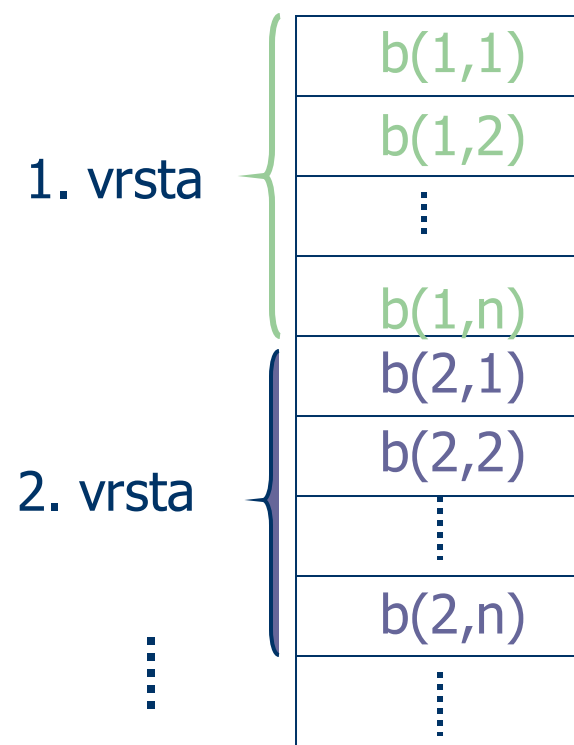 b(1,1)
b(1,2)
1. vrsta
b(1,n)
b(2,1)
b(2,2)
2. vrsta
b(2,n)